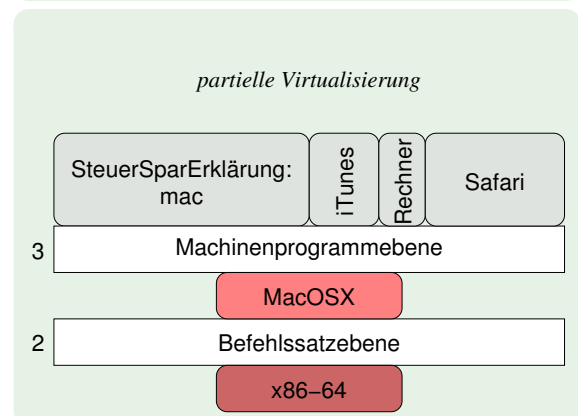 partielle Virtualisierung
SteuerSparErklärung:
mac
iTunes
Rechner
Safari
3
Machinenprogrammebene
MacOSX
2
Befehlssatzebene
x86–64